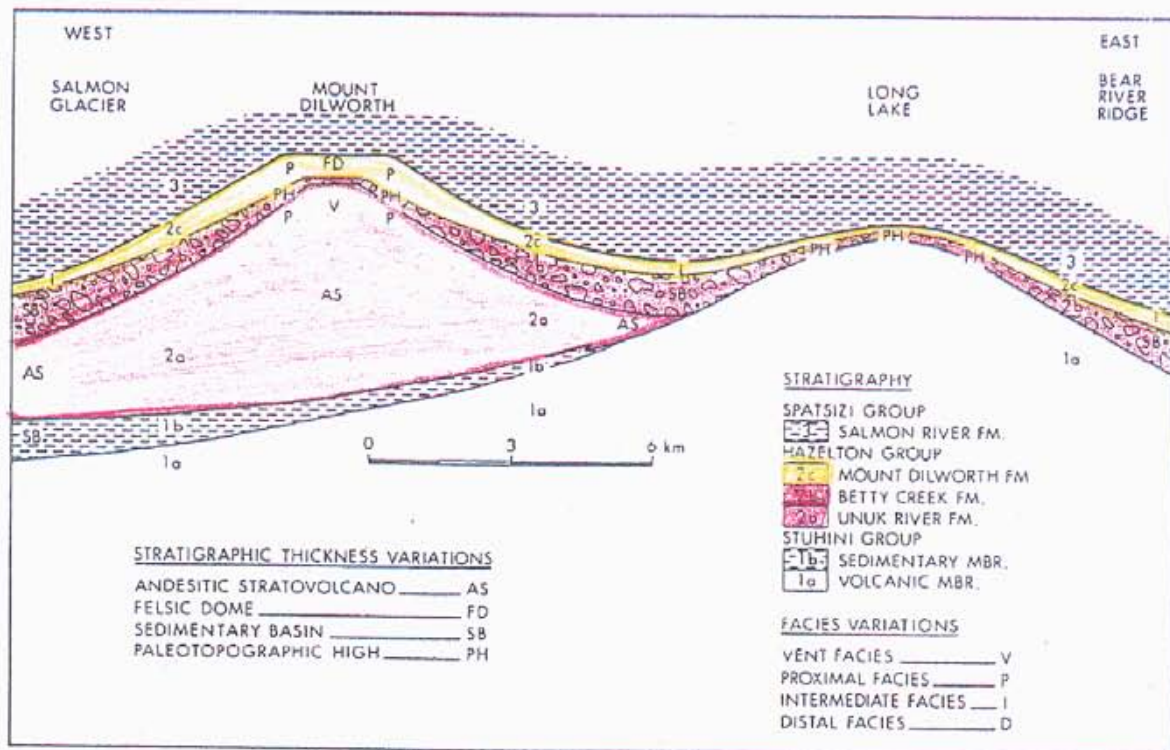 WEST
EAST
SALMON
GLACIER
MOUNT
DILWORTH
LONG
LAKE
BEAR
RIVER
RIDGE
P FD P
3
PH V PH
P P
2c
3
PH PH
PH
I
2c
I
3
2c
SB
b
SB
I
AS
2a
AS
SB
2a
1b
1a
AS
1b
1a
SB
1a
0 3 6 km
STRATIGRAPHIC THICKNESS VARIATIONS
ANDESITIC STRATOVOLCANO AS
FELSIC DOME FD
SEDIMENTARY BASIN SB
PALEOTOPOGRAPHIC HIGH PH
STRATIGRAPHY
SPATSIZI GROUP
3 SALMON RIVER FM.
HAZELTON GROUP
2c MOUNT DILWORTH FM
2b BETTY CREEK FM.
2a UNUK RIVER FM.
STUHINI GROUP
1b SEDIMENTARY MBR.
1a VOLCANIC MBR.
FACIES VARIATIONS
VENT FACIES V
PROXIMAL FACIES P
INTERMEDIATE FACIES I
DISTAL FACIES D